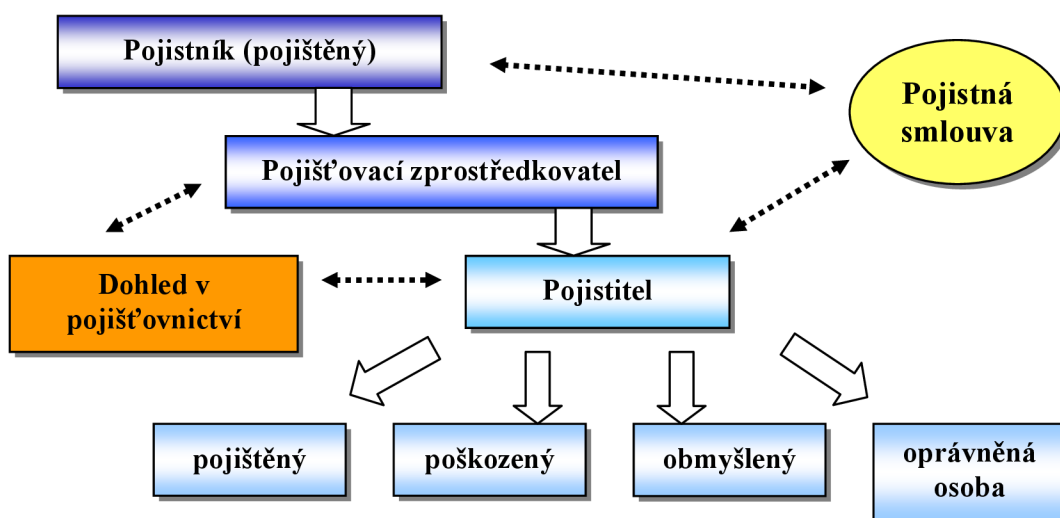 Pojistník (pojištěný)
Pojistná
smlouva
Pojišťovací zprostředkovatel
Dohled v
pojišťovnictví
Pojistitel
pojištěný
poškozený
obmyšlený
oprávněná
osoba